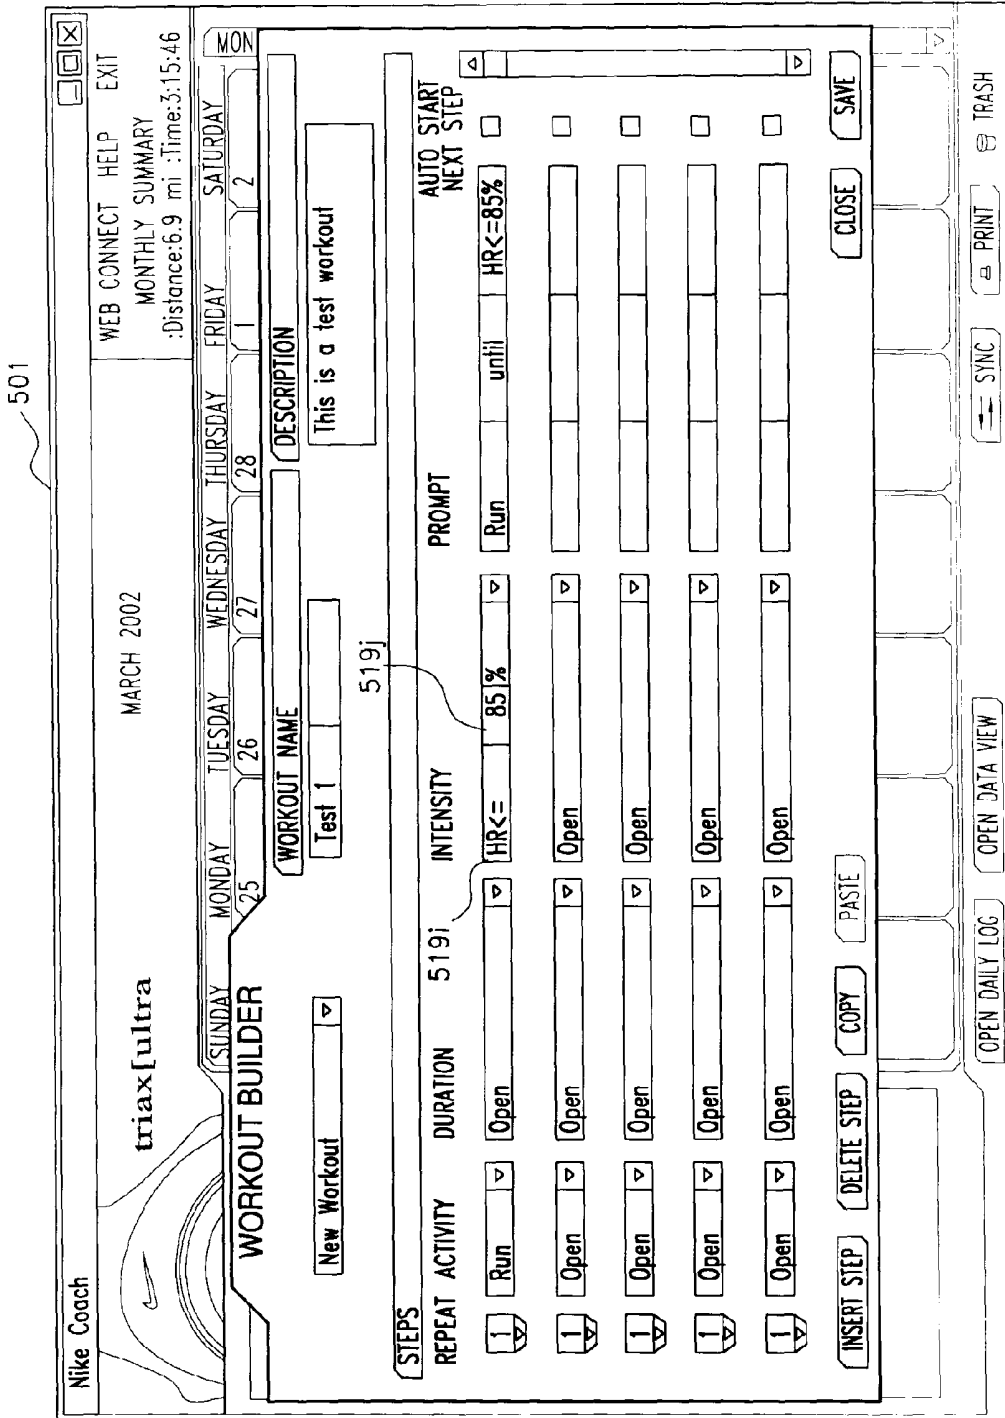 501
Nike Coach
WEB CONNECT HELP EXIT
triax[ultra
MARCH 2002
MONTHLY SUMMARY
:Distance:6.9 mi :Time:3:15:46
SUNDAY MONDAY TUESDAY WEDNESDAY THURSDAY FRIDAY SATURDAY
MON
25 26 27 28 1 2
WORKOUT BUILDER
WORKOUT NAME DESCRIPTION
New Workout Test 1 This is a test workout
519j
STEPS
REPEAT ACTIVITY DURATION 519i INTENSITY PROMPT AUTO START
NEXT STEP
1 Run Open HR<= 85 % Run until HR<=85%
1 Open Open Open
1 Open Open Open
1 Open Open Open
1 Open Open Open
INSERT STEP DELETE STEP COPY PASTE CLOSE SAVE
OPEN DAILY LOG OPEN DATA VIEW SYNC PRINT TRASH